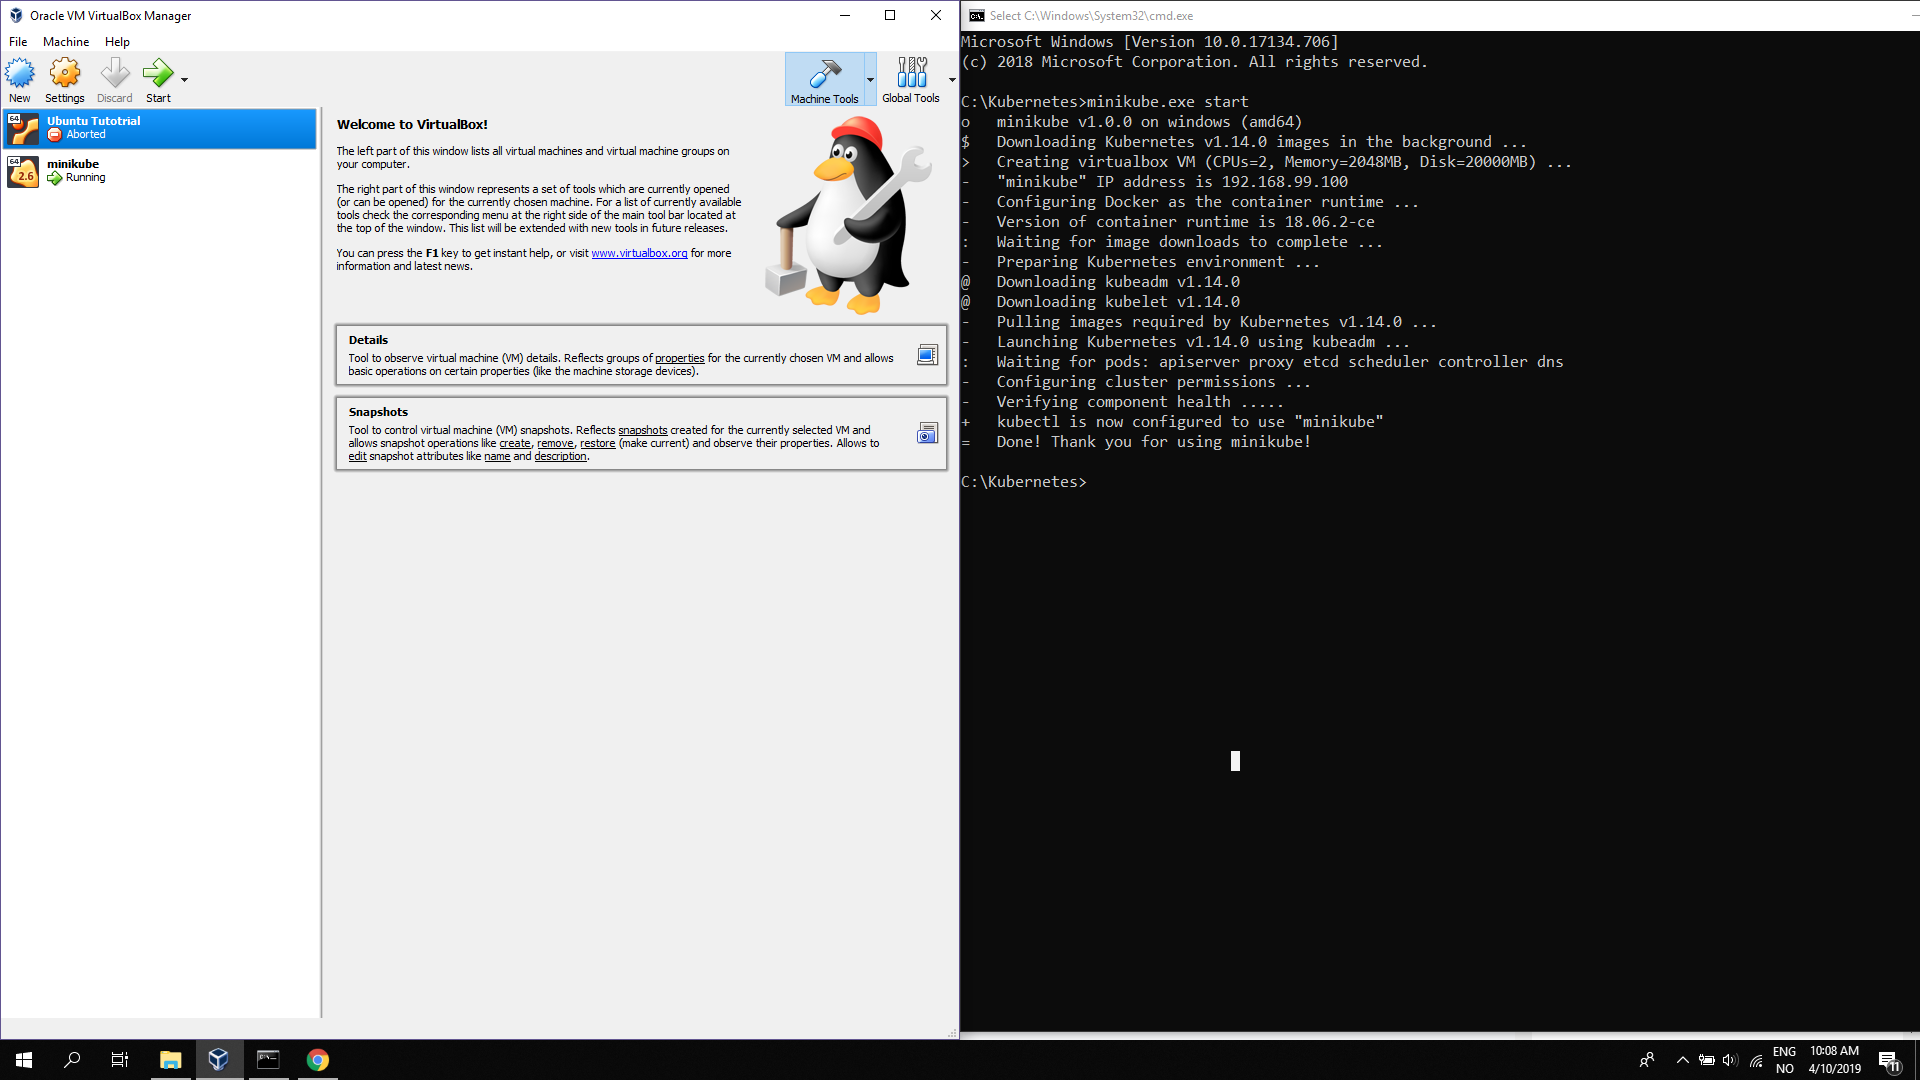 Oracle VM VirtualBox Manager
File Machine Help
New Settings Discard Start
Machine Tools Global Tools
64
Ubuntu Tutotrial
Aborted
64
2.6
minikube
Running
Welcome to VirtualBox!
The left part of this window lists all virtual machines and virtual machine groups on
your computer.
The right part of this window represents a set of tools which are currently opened
(or can be opened) for the currently chosen machine. For a list of currently available
tools check the corresponding menu at the right side of the main tool bar located at
the top of the window. This list will be extended with new tools in future releases.
You can press the F1 key to get instant help, or visit www.virtualbox.org for more
information and latest news.
Details
Tool to observe virtual machine (VM) details. Reflects groups of properties for the currently chosen VM and allows
basic operations on certain properties (like the machine storage devices).
Snapshots
Tool to control virtual machine (VM) snapshots. Reflects snapshots created for the currently selected VM and
allows snapshot operations like create, remove, restore (make current) and observe their properties. Allows to
edit snapshot attributes like name and description.
Select C:\Windows\System32\cmd.exe
Microsoft Windows [Version 10.0.17134.706]
(c) 2018 Microsoft Corporation. All rights reserved.
C:\Kubernetes>minikube.exe start
o minikube v1.0.0 on windows (amd64)
$ Downloading Kubernetes v1.14.0 images in the background ...
> Creating virtualbox VM (CPUs=2, Memory=2048MB, Disk=20000MB) ...
- "minikube" IP address is 192.168.99.100
- Configuring Docker as the container runtime ...
- Version of container runtime is 18.06.2-ce
: Waiting for image downloads to complete ...
- Preparing Kubernetes environment ...
@ Downloading kubeadm v1.14.0
@ Downloading kubelet v1.14.0
- Pulling images required by Kubernetes v1.14.0 ...
- Launching Kubernetes v1.14.0 using kubeadm ...
: Waiting for pods: apiserver proxy etcd scheduler controller dns
- Configuring cluster permissions ...
- Verifying component health .....
+ kubectl is now configured to use "minikube"
= Done! Thank you for using minikube!
C:\Kubernetes>
ENG
NO
10:08 AM
4/10/2019
11